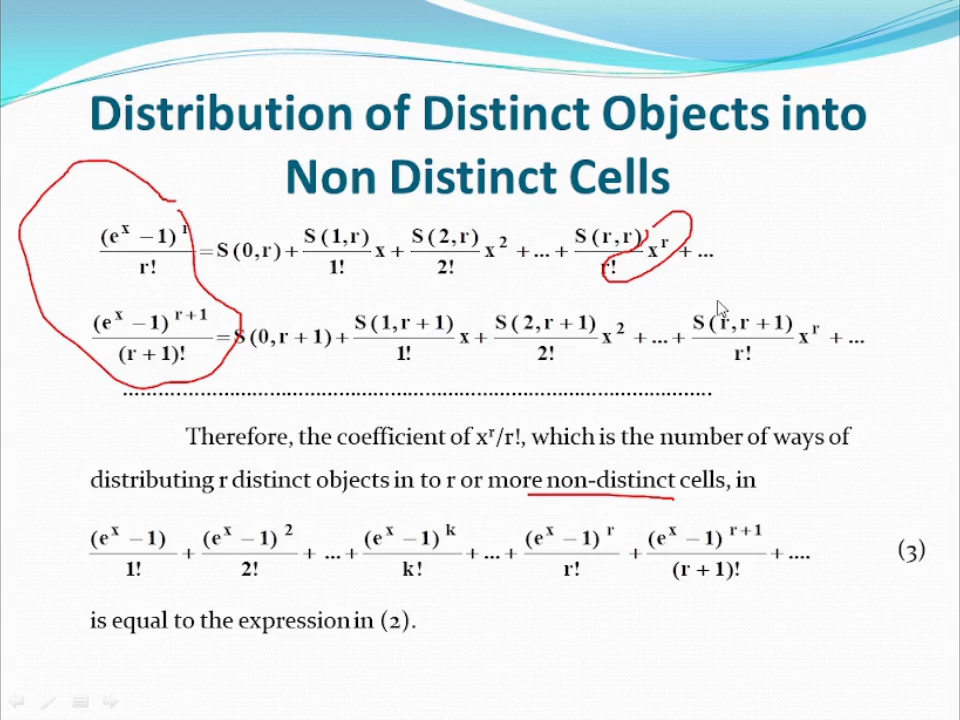 Distribution of Distinct Objects into
Non Distinct Cells
(e^x − 1)^r / r! = S(0,r) + S(1,r)/1! x + S(2,r)/2! x^2 + ... + S(r,r)/r! x^r + ...
(e^x − 1)^{r+1} / (r+1)! = S(0,r+1) + S(1,r+1)/1! x + S(2,r+1)/2! x^2 + ... + S(r,r+1)/r! x^r + ...
..........................................................................................
Therefore, the coefficient of x^r/r!, which is the number of ways of
distributing r distinct objects in to r or more non-distinct cells, in
(e^x − 1)/1! + (e^x − 1)^2/2! + ... + (e^x − 1)^k/k! + ... + (e^x − 1)^r/r! + (e^x − 1)^{r+1}/(r+1)! + .... (3)
is equal to the expression in (2).